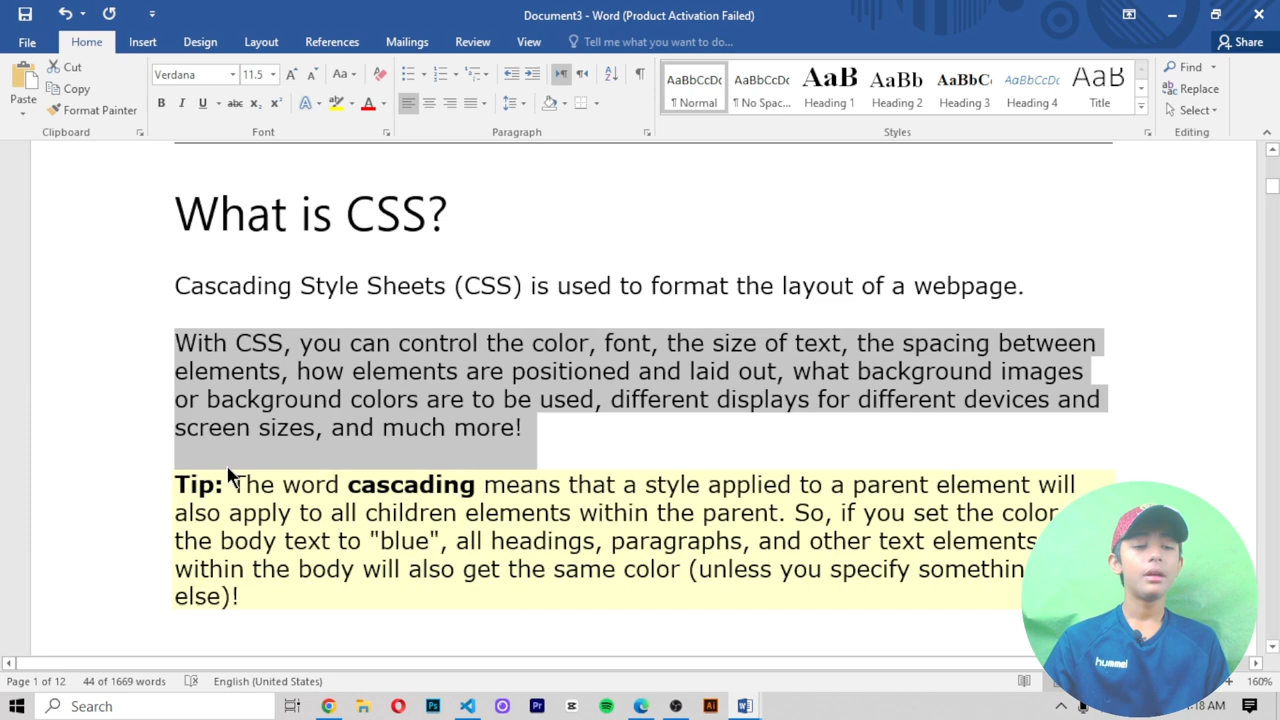 Document3 - Word (Product Activation Failed)
File Home Insert Design Layout References Mailings Review View Tell me what you want to do... Share
Paste Cut Copy Format Painter
Verdana 11.5
Aa
B I U abc x₂ x² A A
AaBbCcDc ¶ Normal
AaBbCcDc ¶ No Spac...
AaB Heading 1
AaBb Heading 2
AaBbC Heading 3
AaBbCcDc Heading 4
AaB Title
Find
Replace
Select
Clipboard Font Paragraph Styles Editing
What is CSS?
Cascading Style Sheets (CSS) is used to format the layout of a webpage.
With CSS, you can control the color, font, the size of text, the spacing between
elements, how elements are positioned and laid out, what background images
or background colors are to be used, different displays for different devices and
screen sizes, and much more!
Tip: The word cascading means that a style applied to a parent element will
also apply to all children elements within the parent. So, if you set the color
the body text to "blue", all headings, paragraphs, and other text elements
within the body will also get the same color (unless you specify somethin
else)!
hummel
Page 1 of 12 44 of 1669 words English (United States) 160%
Search :18 AM